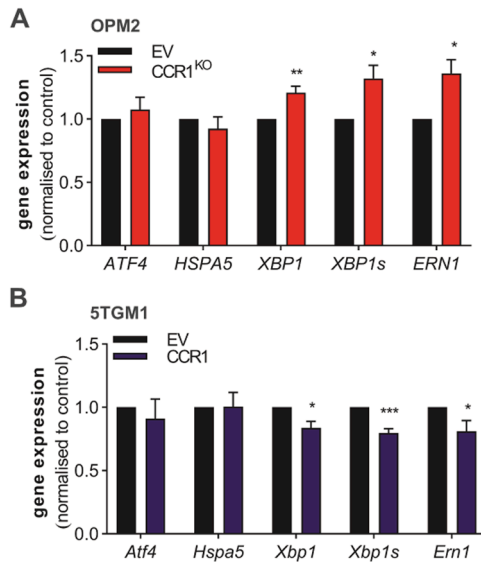 A
OPM2
EV
CCR1KO
gene expression
(normalised to control)
1.5
1.0
0.5
0.0
**
*
*
ATF4 HSPA5 XBP1 XBP1s ERN1
B
5TGM1
EV
CCR1
gene expression
(normalised to control)
1.5
1.0
0.5
0.0
*
***
*
Atf4 Hspa5 Xbp1 Xbp1s Ern1